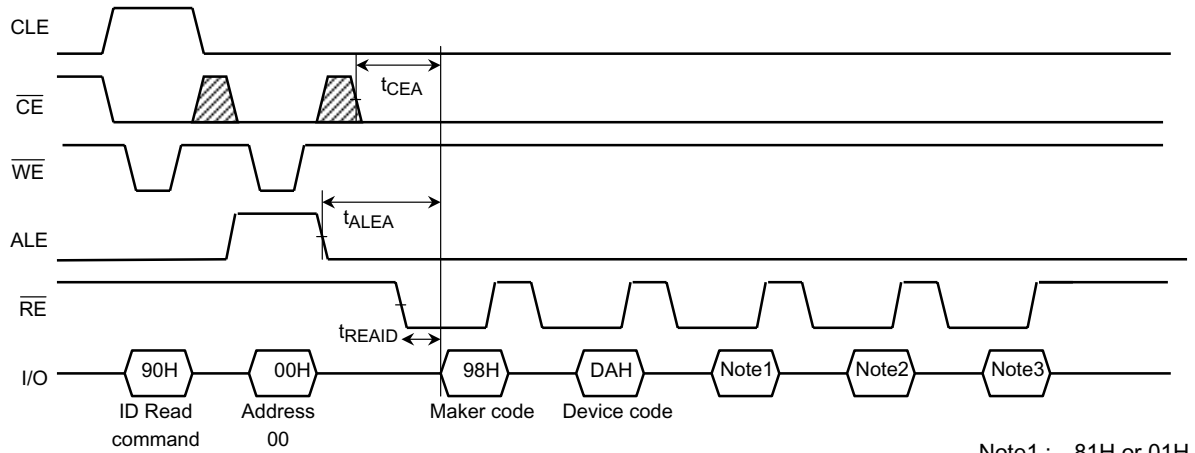 CLE
tCEA
CE
WE
tALEA
ALE
RE
tREAID
I/O
90H
00H
98H
DAH
Note1
Note2
Note3
ID Read
command
Address
00
Maker code
Device code
Note1 : 81H or 01H